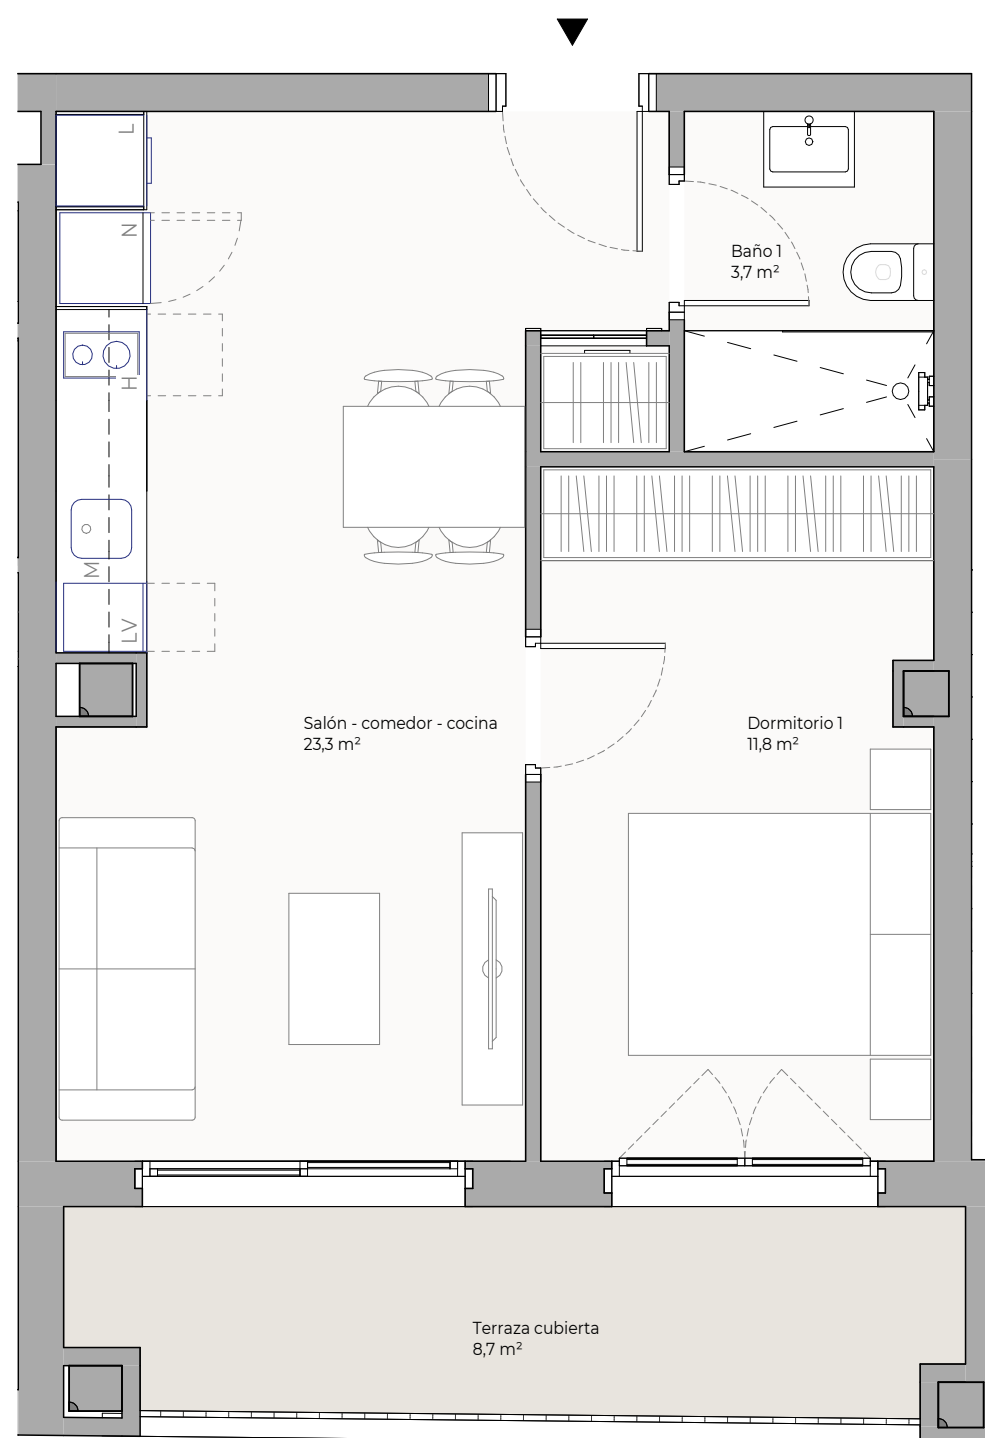 L
N
Baño 1
3,7 m²
H
M
LV
Salón - comedor - cocina
23,3 m²
Dormitorio 1
11,8 m²
Terraza cubierta
8,7 m²